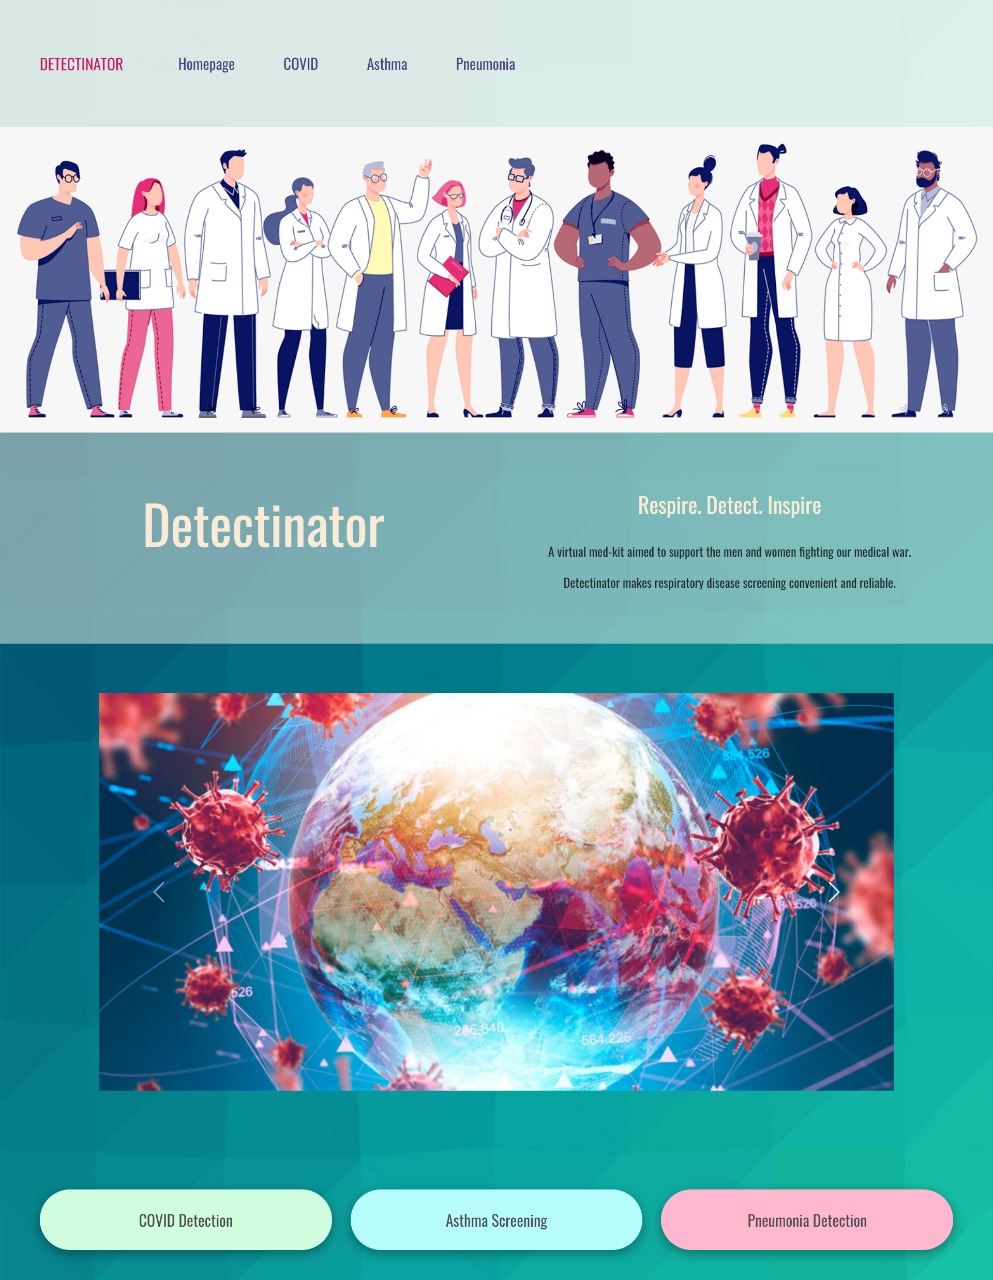 DETECTINATOR Homepage COVID Asthma Pneumonia
Detectinator
Respire. Detect. Inspire
A virtual med-kit aimed to support the men and women fighting our medical war.
Detectinator makes respiratory disease screening convenient and reliable.
526
526
286,640
564,225
COVID Detection Asthma Screening Pneumonia Detection